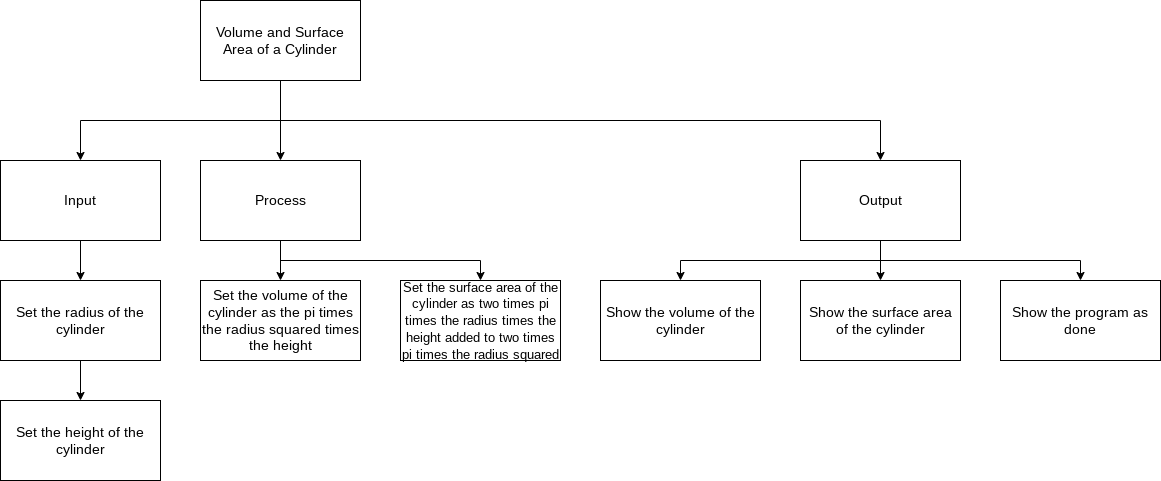 Volume and Surface
Area of a Cylinder
Input
Process
Output
Set the radius of the
cylinder
Set the volume of the
cylinder as the pi times
the radius squared times
the height
Set the surface area of the
cylinder as two times pi
times the radius times the
height added to two times
pi times the radius squared
Show the volume of the
cylinder
Show the surface area
of the cylinder
Show the program as
done
Set the height of the
cylinder